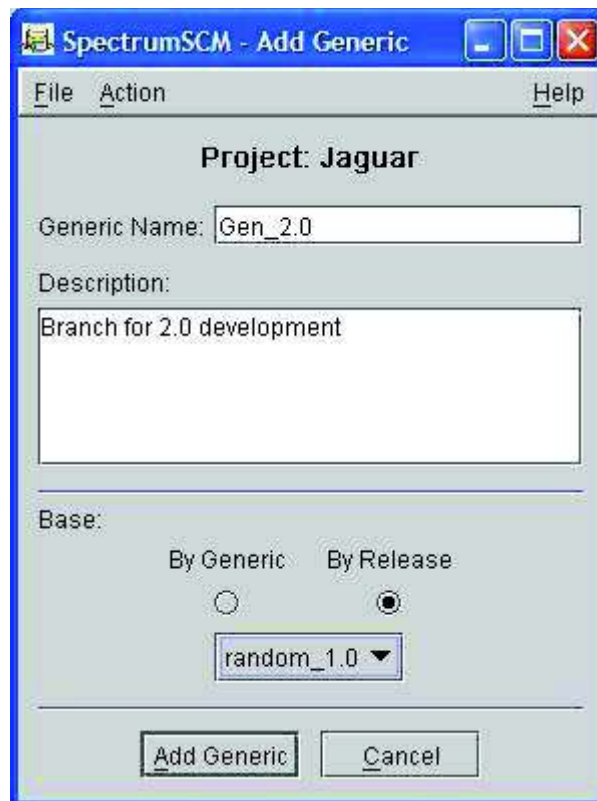 SpectrumSCM - Add Generic
File Action Help
Project: Jaguar
Generic Name: Gen_2.0
Description:
Branch for 2.0 development
Base:
By Generic By Release
random_1.0
Add Generic Cancel